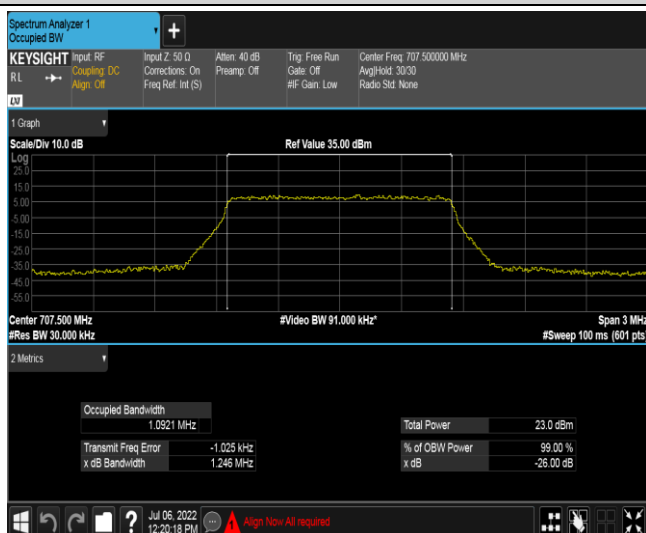 Spectrum Analyzer 1
Occupied BW
+
KEYSIGHT Input: RF Input Z: 50 Ω Atten: 40 dB Trig: Free Run Center Freq: 707.500000 MHz
RL Coupling: DC Corrections: On Preamp: Off Gate: Off Avg|Hold: 30/30
Align: Off Freq Ref: Int (S) #IF Gain: Low Radio Std: None
LXI
1 Graph
Scale/Div 10.0 dB Ref Value 35.00 dBm
Log
25.0
15.0
5.00
-5.00
-15.0
-25.0
-35.0
-45.0
-55.0
Center 707.500 MHz #Video BW 91.000 kHz* Span 3 MHz
#Res BW 30.000 kHz #Sweep 100 ms (601 pts)
2 Metrics
Occupied Bandwidth
1.0921 MHz Total Power 23.0 dBm
Transmit Freq Error -1.025 kHz % of OBW Power 99.00 %
x dB Bandwidth 1.246 MHz x dB -26.00 dB
? Jul 06, 2022
12:20:18 PM 1 Align Now All required